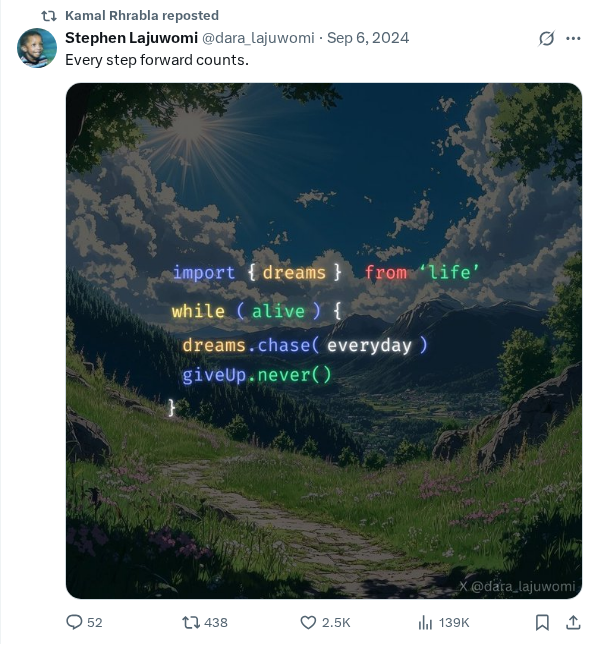 Kamal Rhrabla reposted
Stephen Lajuwomi @dara_lajuwomi · Sep 6, 2024
Every step forward counts.
import { dreams } from ‘life’
while ( alive ) {
dreams.chase( everyday )
giveUp.never()
}
X @dara_lajuwomi
52 438 2.5K 139K